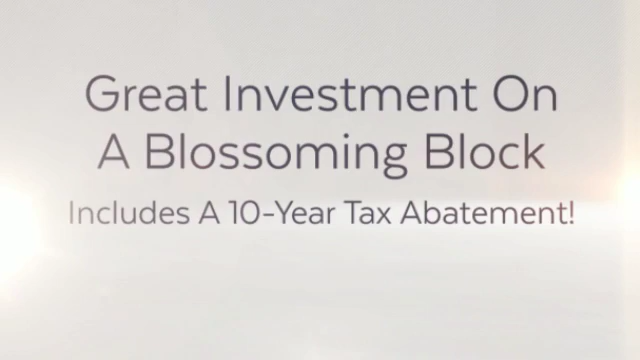 Great Investment On
A Blossoming Block
Includes A 10-Year Tax Abatement!